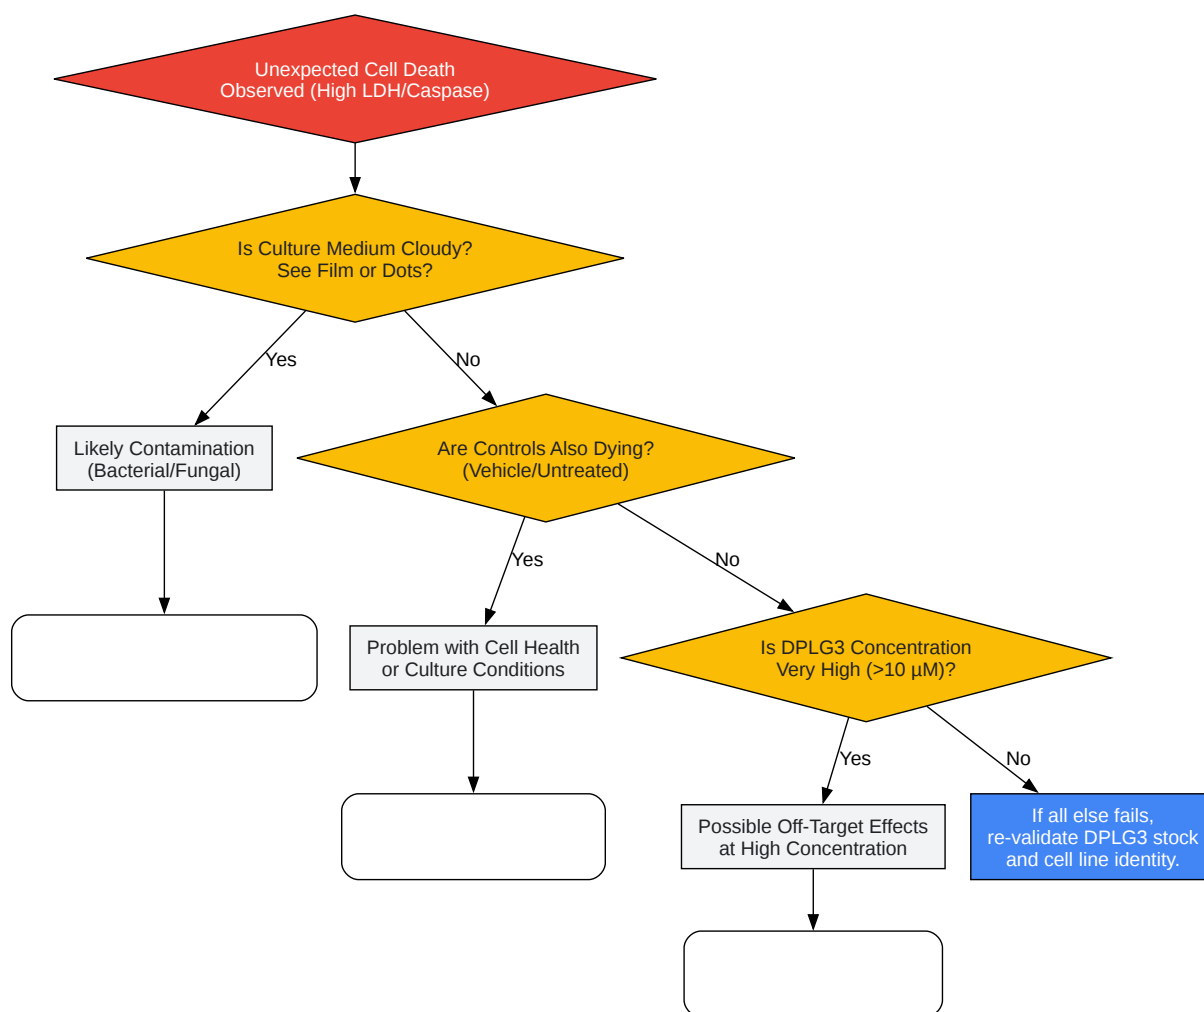 Unexpected Cell Death
Observed (High LDH/Caspase)
Is Culture Medium Cloudy?
See Film or Dots?
Yes
No
Likely Contamination
(Bacterial/Fungal)
Are Controls Also Dying?
(Vehicle/Untreated)
Yes
No
Problem with Cell Health
or Culture Conditions
Is DPLG3 Concentration
Very High (>10 µM)?
Yes
No
Possible Off-Target Effects
at High Concentration
If all else fails,
re-validate DPLG3 stock
and cell line identity.